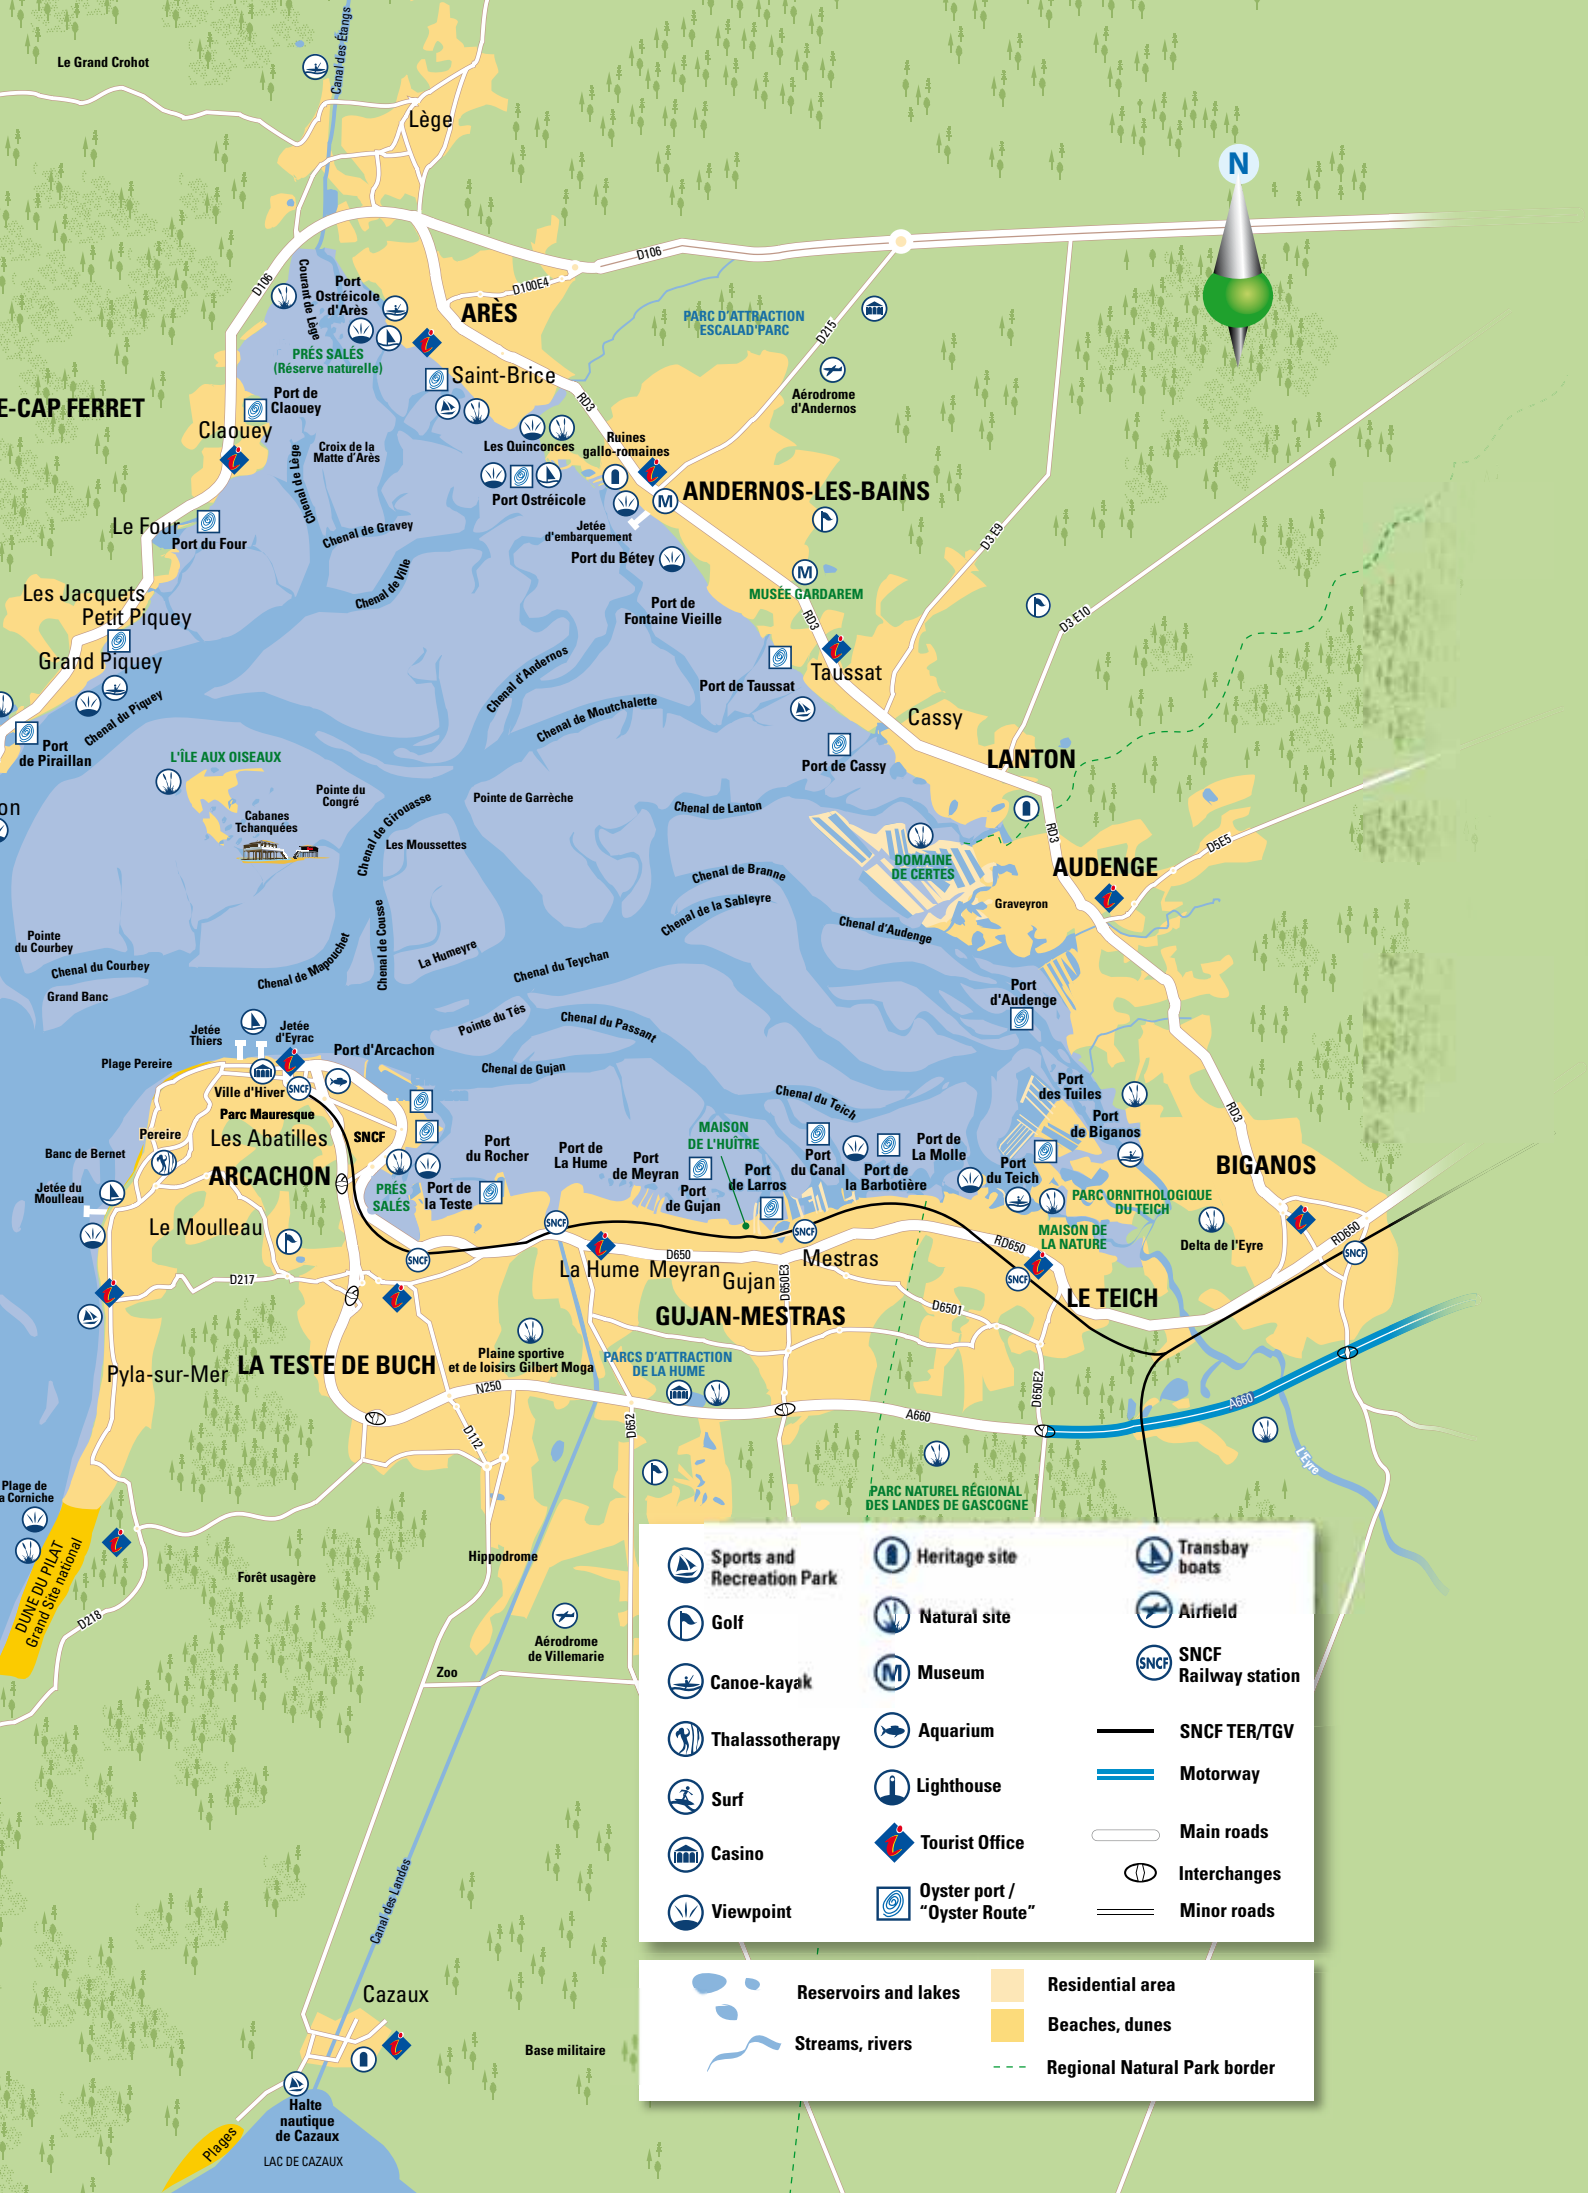 Le Grand Crohot
Canal des Étangs
Lège
N
D106
D106
D100E4
Courant de Lège
Port
Ostréicole
d'Arès
ARÈS
PARC D'ATTRACTION
ESCALAD'PARC
D215
PRÉS SALÉS
(Réserve naturelle)
Saint-Brice
Aérodrome
d'Andernos
E-CAP FERRET
Port de
Claouey
Claouey
RD3
Croix de la
Matte d'Arès
Chenal de Lège
Les Quinconces
Ruines
gallo-romaines
Port Ostréicole
M
ANDERNOS-LES-BAINS
Le Four
Port du Four
Chenal de Gravey
Jetée
d'embarquement
Port du Bétey
D3 E9
Chenal de Ville
M
MUSÉE GARDAREM
Les Jacquets
Petit Piquey
Port de
Fontaine Vieille
RD3
D3 E10
Grand Piquey
Chenal d'Andernos
Taussat
Port de Taussat
Chenal du Piquey
Chenal de Moutchalette
Cassy
Port
de Piraillan
L'ÎLE AUX OISEAUX
Port de Cassy
LANTON
on
Pointe du
Congré
Pointe de Garrèche
Chenal de Lanton
Cabanes
Tchanquées
Chenal de Girouasse
Les Moussettes
RD3
D5E5
DOMAINE
DE CERTES
AUDENGE
Chenal de Branne
Chenal de la Sableyre
Graveyron
Chenal d'Audenge
Pointe
du Courbey
Chenal du Courbey
Grand Banc
Chenal de Mapouchet
Chenal de Cousse
La Humeyre
Chenal du Teychan
Port
d'Audenge
Jetée
Thiers
Jetée
d'Eyrac
Pointe du Tés
Chenal du Passant
Plage Pereire
Port d'Arcachon
Chenal de Gujan
Ville d'Hiver
SNCF
Parc Mauresque
Les Abatilles
SNCF
Pereire
Chenal du Teich
Port
des Tuiles
Port
de Biganos
RD3
MAISON
DE L'HUÎTRE
Banc de Bernet
ARCACHON
Port
du Rocher
Port de
La Hume
Port
de Meyran
Port
du Canal
Port de
La Molle
BIGANOS
Jetée du
Moulleau
PRÉS
SALÉS
Port de
la Teste
Port
de Gujan
Port
de Larros
Port de
la Barbotière
Port
du Teich
PARC ORNITHOLOGIQUE
DU TEICH
Le Moulleau
SNCF
SNCF
SNCF
MAISON DE
LA NATURE
Delta de l'Eyre
RD650
SNCF
D217
La Hume
Meyran
D650
Gujan
D650E3
Mestras
RD650
SNCF
LE TEICH
GUJAN-MESTRAS
D6501
Pyla-sur-Mer
LA TESTE DE BUCH
Plaine sportive
et de loisirs Gilbert Moga
PARCS D'ATTRACTION
DE LA HUME
N250
D652
D650E2
A660
A660
D112
L'Eyre
Plage de
a Corniche
PARC NATUREL RÉGIONAL
DES LANDES DE GASCOGNE
DUNE DU PILAT
Grand Site national
Forêt usagère
D218
Hippodrome
Aérodrome
de Villemarie
Zoo
Canal des Landes
Sports and
Recreation Park
Golf
Canoe-kayak
Thalassotherapy
Surf
Casino
Viewpoint
Heritage site
Natural site
M
Museum
Aquarium
Lighthouse
Tourist Office
Oyster port /
“Oyster Route”
Transbay
boats
Airfield
SNCF
SNCF
Railway station
SNCF TER/TGV
Motorway
Main roads
Interchanges
Minor roads
Reservoirs and lakes
Streams, rivers
Residential area
Beaches, dunes
Regional Natural Park border
Cazaux
Base militaire
Halte
nautique
de Cazaux
Plages
LAC DE CAZAUX